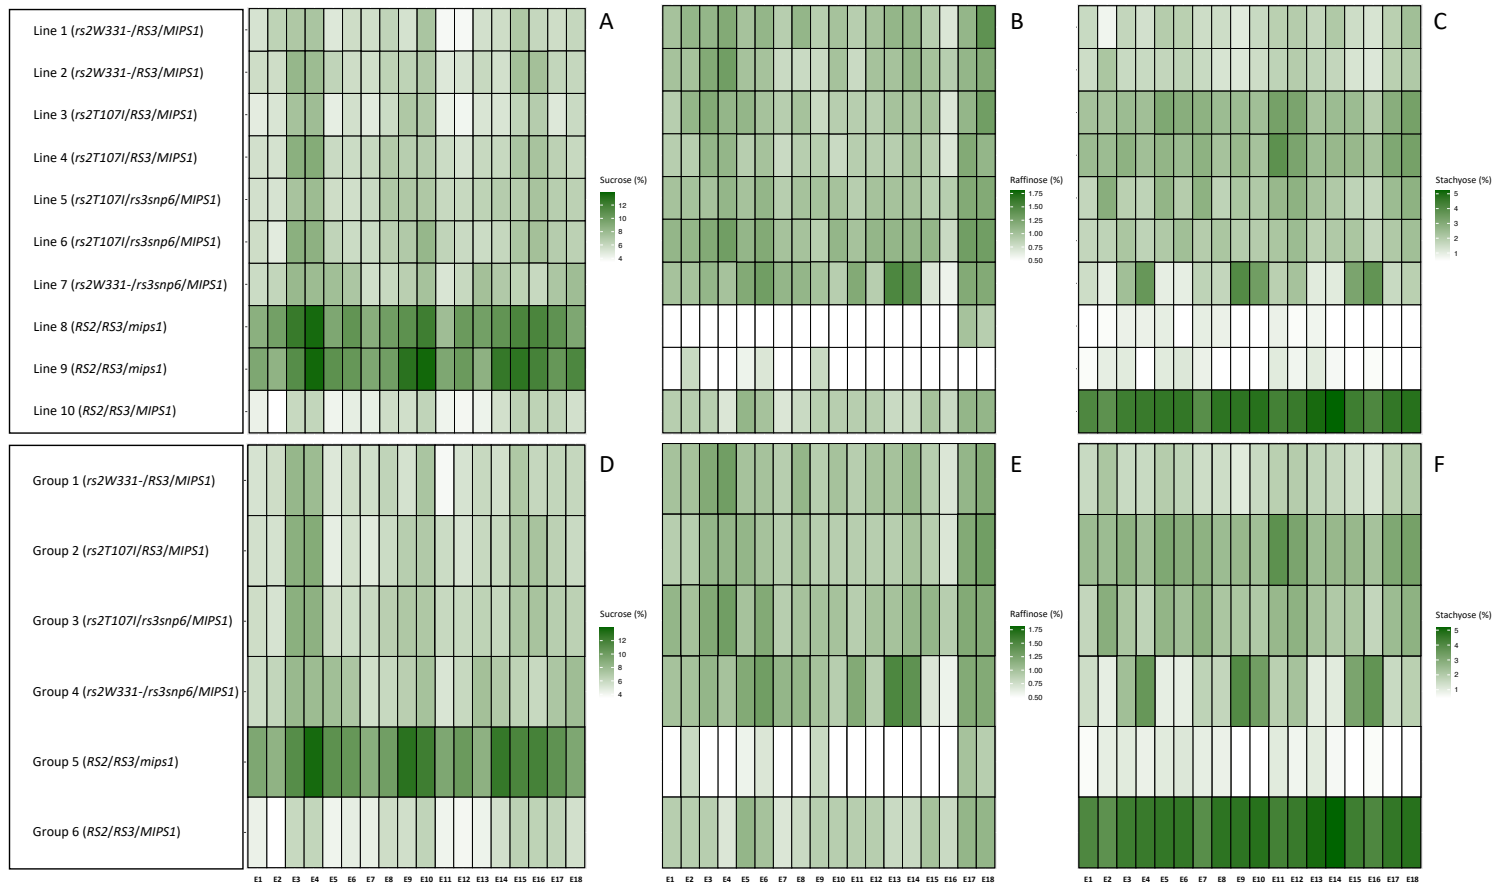 Line 1 (rs2W331-/RS3/MIPS1)
Line 2 (rs2W331-/RS3/MIPS1)
Line 3 (rs2T107I/RS3/MIPS1)
Line 4 (rs2T107I/RS3/MIPS1)
Line 5 (rs2T107I/rs3snp6/MIPS1)
Line 6 (rs2T107I/rs3snp6/MIPS1)
Line 7 (rs2W331-/rs3snp6/MIPS1)
Line 8 (RS2/RS3/mips1)
Line 9 (RS2/RS3/mips1)
Line 10 (RS2/RS3/MIPS1)
A
Sucrose (%)
12
10
8
6
4
B
Raffinose (%)
1.75
1.50
1.25
1.00
0.75
0.50
C
Stachyose (%)
5
4
3
2
1
Group 1 (rs2W331-/RS3/MIPS1)
Group 2 (rs2T107I/RS3/MIPS1)
Group 3 (rs2T107I/rs3snp6/MIPS1)
Group 4 (rs2W331-/rs3snp6/MIPS1)
Group 5 (RS2/RS3/mips1)
Group 6 (RS2/RS3/MIPS1)
D
Sucrose (%)
12
10
8
6
4
E
Raffinose (%)
1.75
1.50
1.25
1.00
0.75
0.50
F
Stachyose (%)
5
4
3
2
1
E1 E2 E3 E4 E5 E6 E7 E8 E9 E10 E11 E12 E13 E14 E15 E16 E17 E18
E1 E2 E3 E4 E5 E6 E7 E8 E9 E10 E11 E12 E13 E14 E15 E16 E17 E18
E1 E2 E3 E4 E5 E6 E7 E8 E9 E10 E11 E12 E13 E14 E15 E16 E17 E18